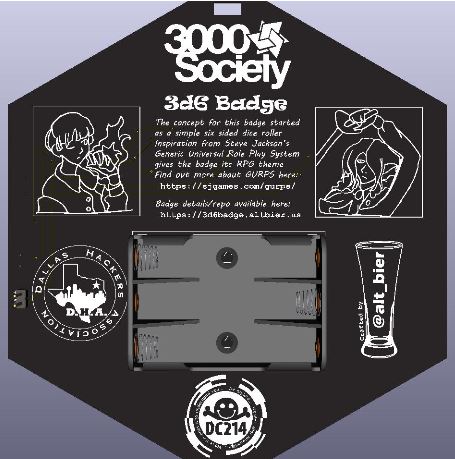 3000
Society
3d6 Badge
The concept for this badge started
as a simple six sided dice roller
Inspiration from Steve Jackson's
Generic Universal Role Play System
gives the badge its RPG theme
Find out more about GURPS here:
https://sjgames.com/gurps/
Badge details/repo available here:
https://3d6badge.altbier.us
DALLAS HACKERS ASSOCIATION
D.H.A.
Crafted by
@alt_bier
DC214